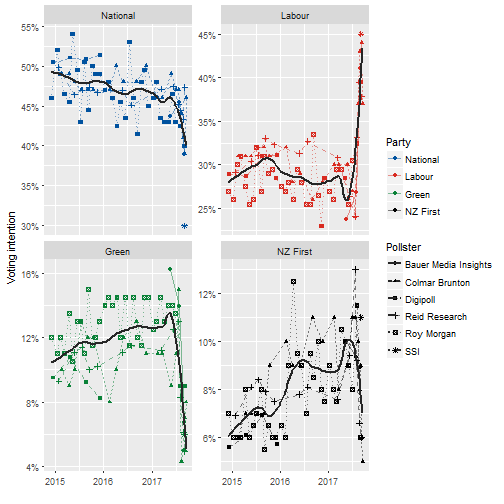 National
Labour
55%
50%
45%
40%
35%
30%
45%
40%
35%
30%
25%
Voting intention
Green
NZ First
16%
12%
8%
4%
12%
10%
8%
6%
2015
2016
2017
2015
2016
2017
Party
National
Labour
Green
NZ First
Pollster
Bauer Media Insights
Colmar Brunton
Digipoll
Reid Research
Roy Morgan
SSI